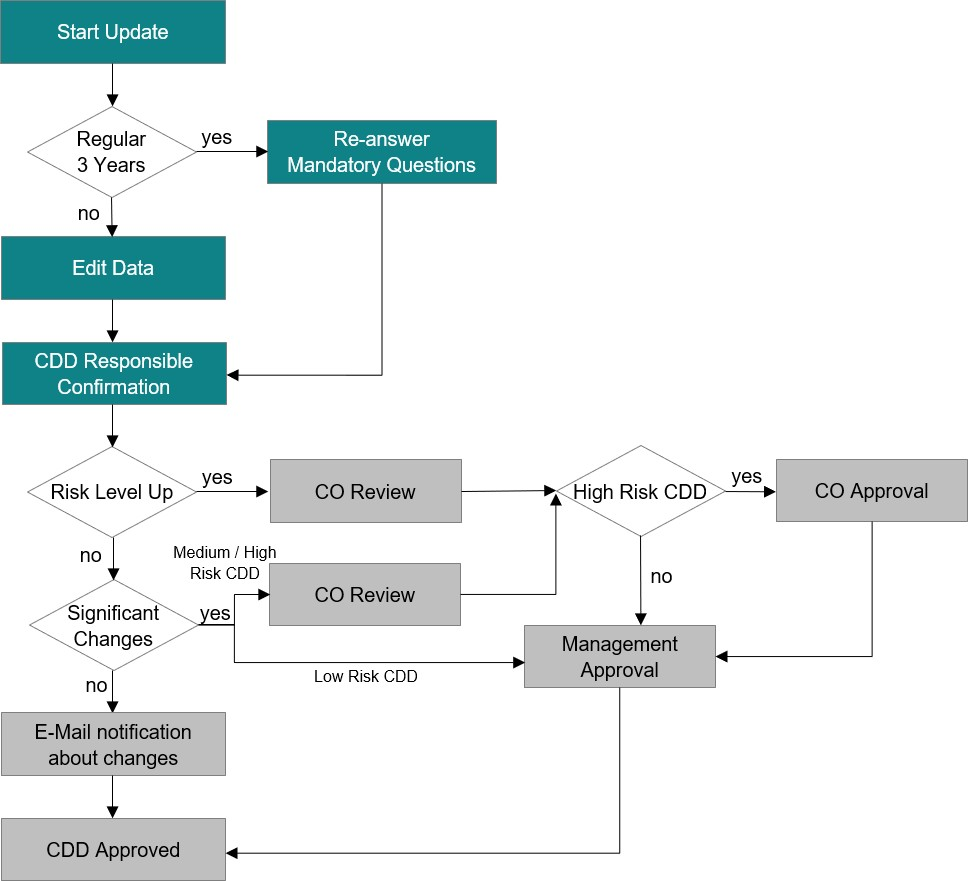 Start Update
Regular
3 Years
yes
Re-answer
Mandatory Questions
no
Edit Data
CDD Responsible
Confirmation
Risk Level Up
yes
CO Review
High Risk CDD
yes
CO Approval
no
Medium / High
Risk CDD
CO Review
no
Significant
Changes
yes
Management
Approval
Low Risk CDD
no
E-Mail notification
about changes
CDD Approved